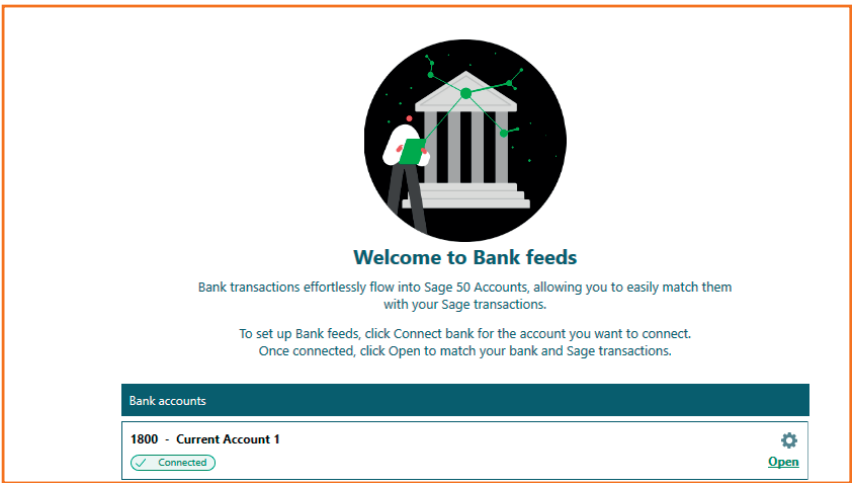 Welcome to Bank feeds
Bank transactions effortlessly flow into Sage 50 Accounts, allowing you to easily match them
with your Sage transactions.
To set up Bank feeds, click Connect bank for the account you want to connect.
Once connected, click Open to match your bank and Sage transactions.
Bank accounts
1800 - Current Account 1
Connected
Open